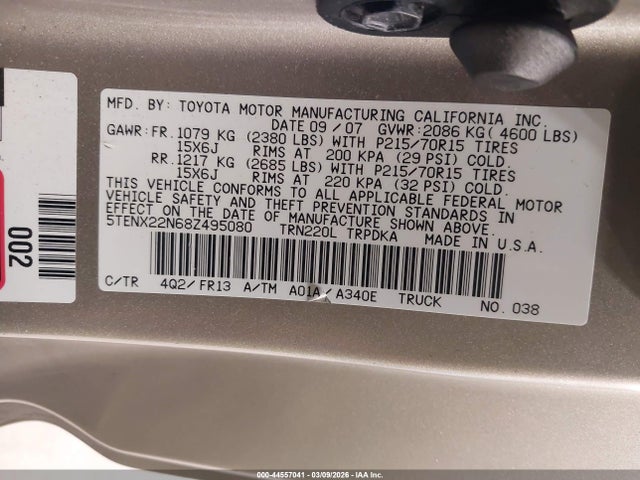 MFD. BY: TOYOTA MOTOR MANUFACTURING CALIFORNIA INC.
DATE 09/07 GVWR: 2086 KG( 4600 LBS)
GAWR: FR. 1079 KG (2380 LBS) WITH P215/70R15 TIRES
15X6J RIMS AT 200 KPA (29 PSI) COLD.
RR. 1217 KG (2685 LBS) WITH P215/70R15 TIRES
15X6J RIMS AT 220 KPA (32 PSI) COLD.
THIS VEHICLE CONFORMS TO ALL APPLICABLE FEDERAL MOTOR
VEHICLE SAFETY AND THEFT PREVENTION STANDARDS IN
EFFECT ON THE DATE OF MANUFACTURE SHOWN ABOVE.
5TENX22N68Z495080 TRN220L TRPDKA MADE IN U.S.A.
C/TR 4Q2/FR13 A/TM A01A/A340E TRUCK NO. 038
002
000-44557041 - 03/09/2026 - IAA Inc.